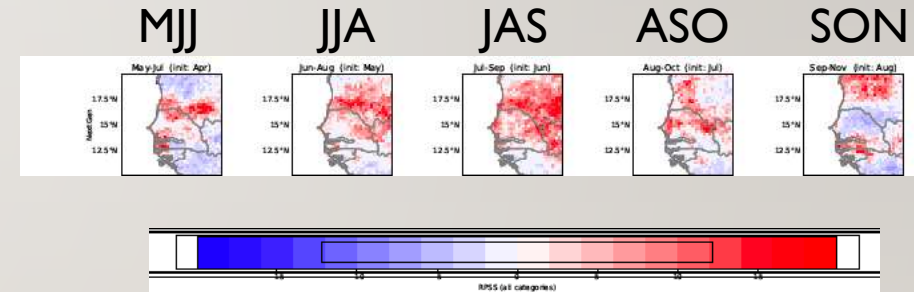 MJJ JJA JAS ASO SON
May-Jul (init: Apr) Jun-Aug (init: May) Jul-Sep (init: Jun) Aug-Oct (init: Jul) Sep-Nov (init: Aug)
17.5°N 17.5°N 17.5°N 17.5°N 17.5°N
NextGen
15°N 15°N 15°N 15°N 15°N
12.5°N 12.5°N 12.5°N 12.5°N 12.5°N
RPSS (all categories)